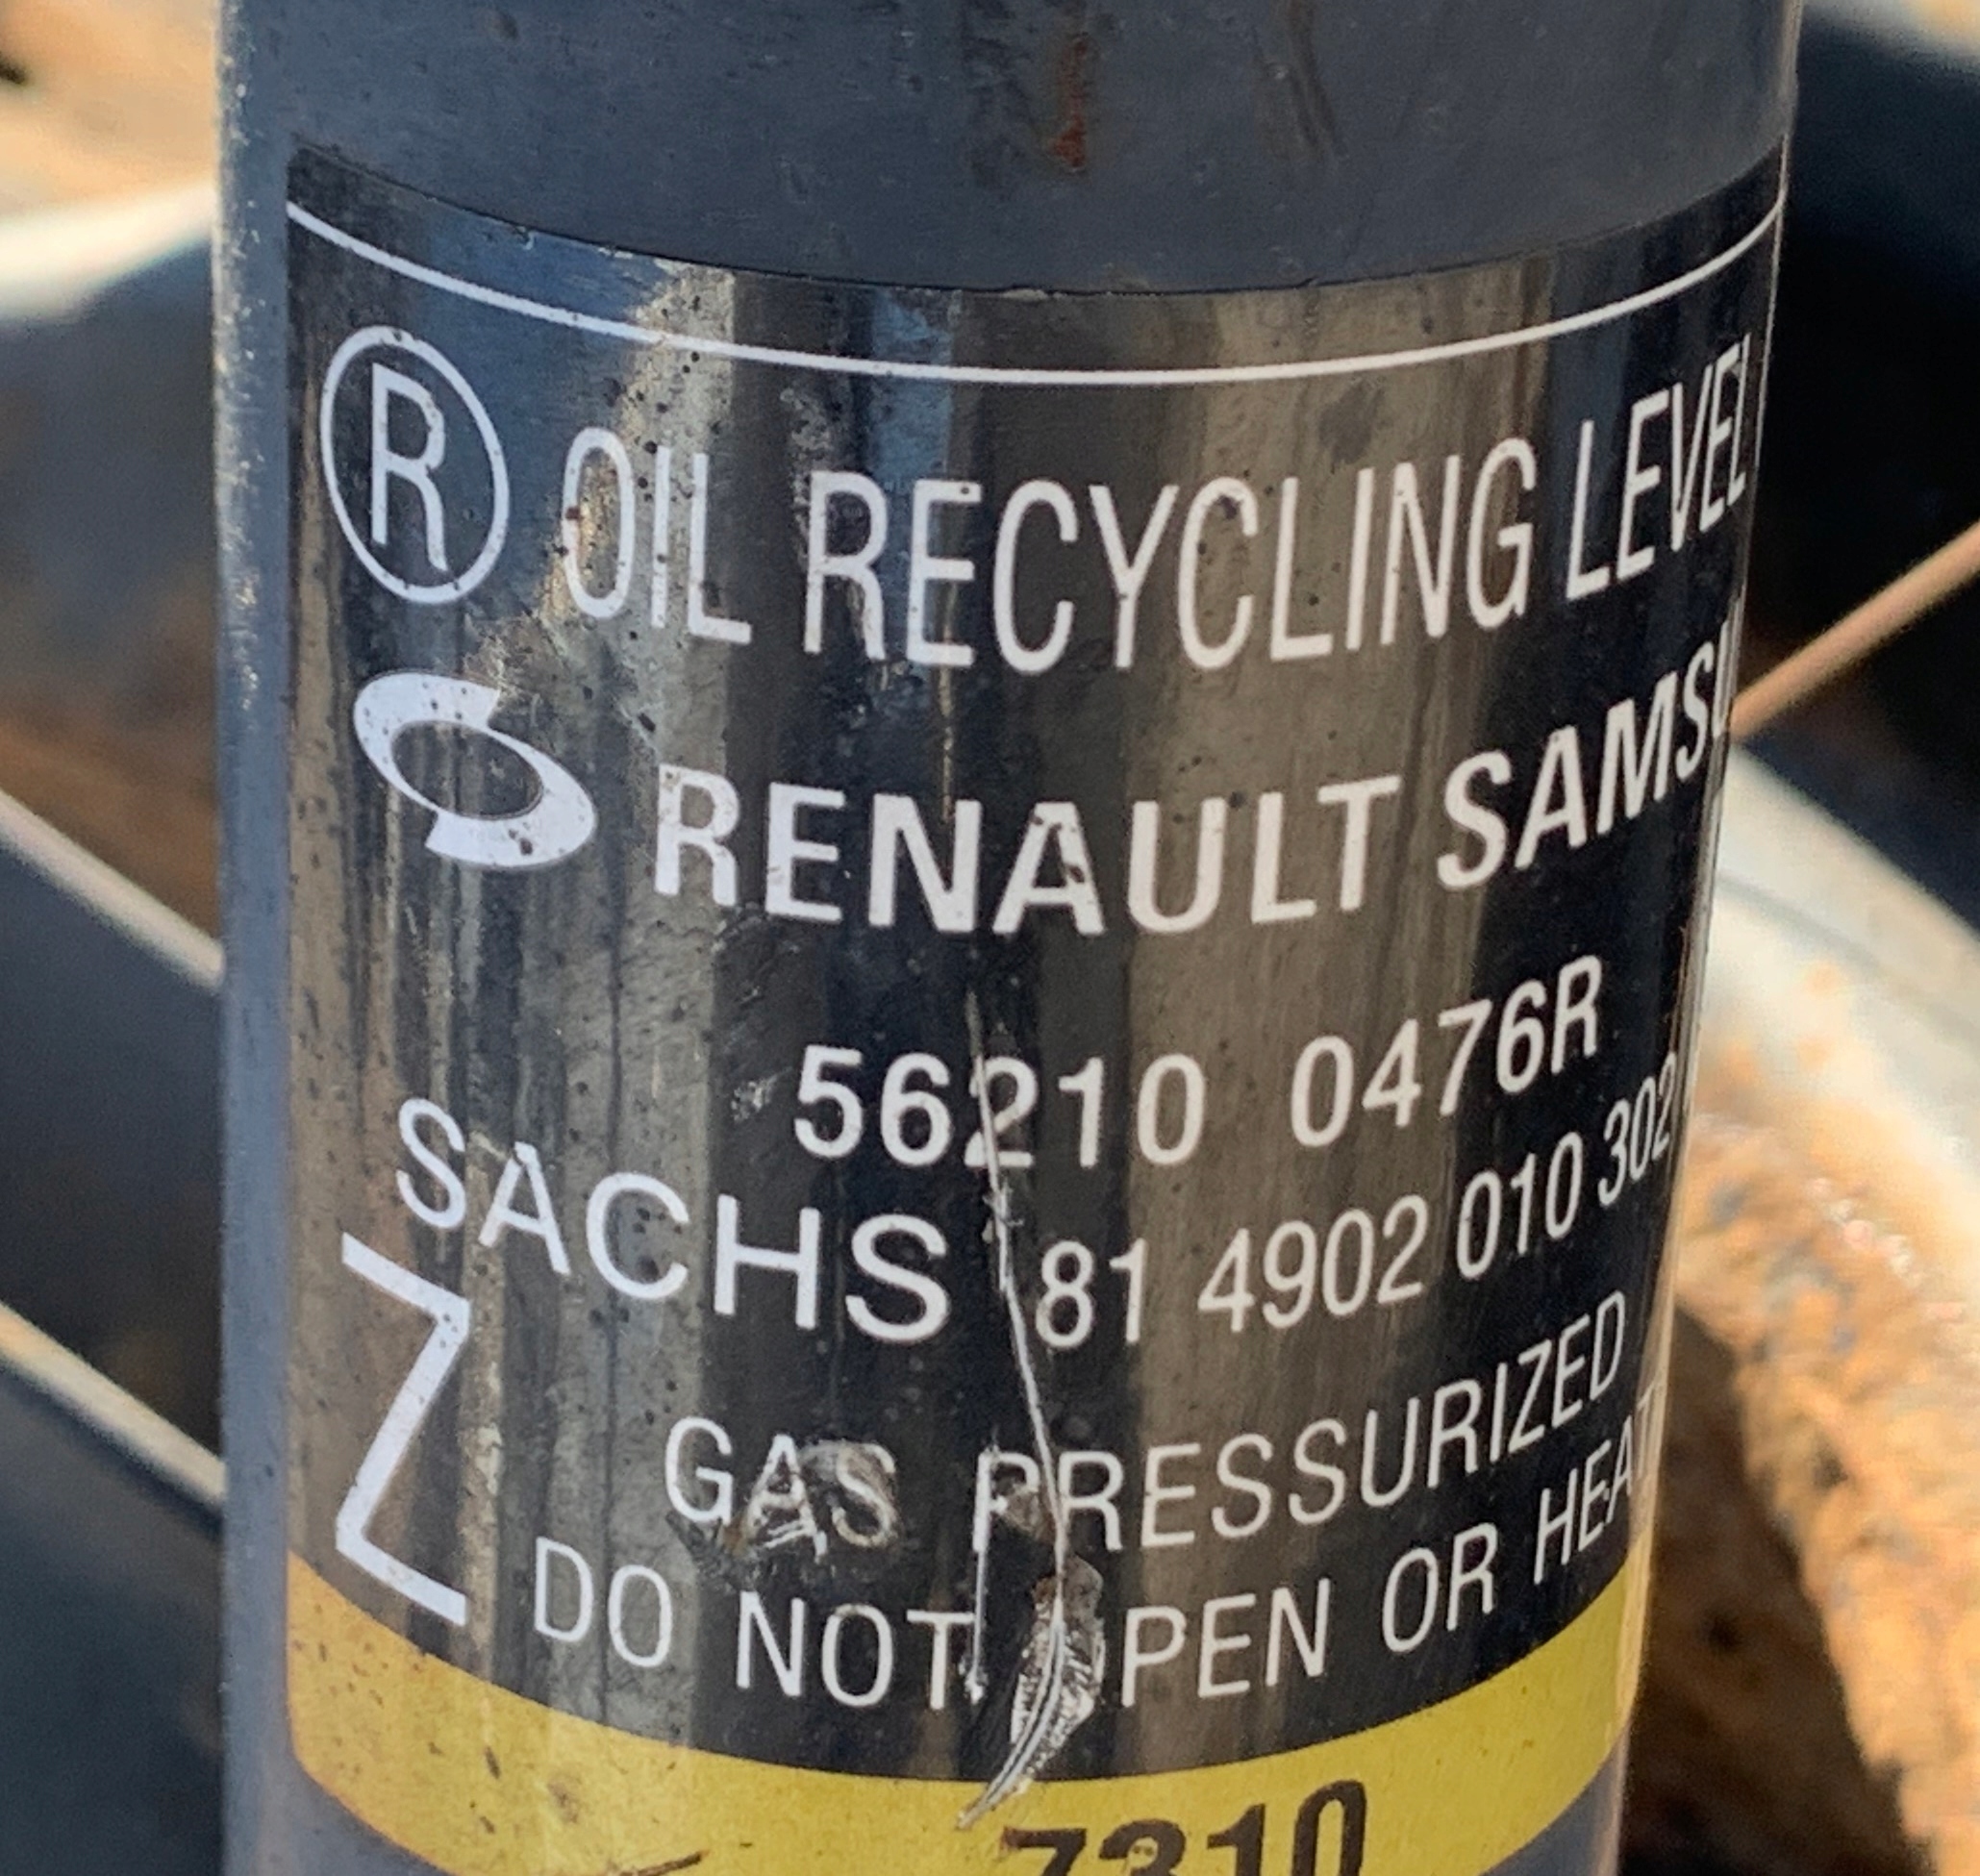 Ⓡ OIL RECYCLING LEVEL
RENAULT SAMSU
56210 0476R
SACHS 81 4902 010 302
GAS PRESSURIZED
DO NOT PEN OR HEAT
7310